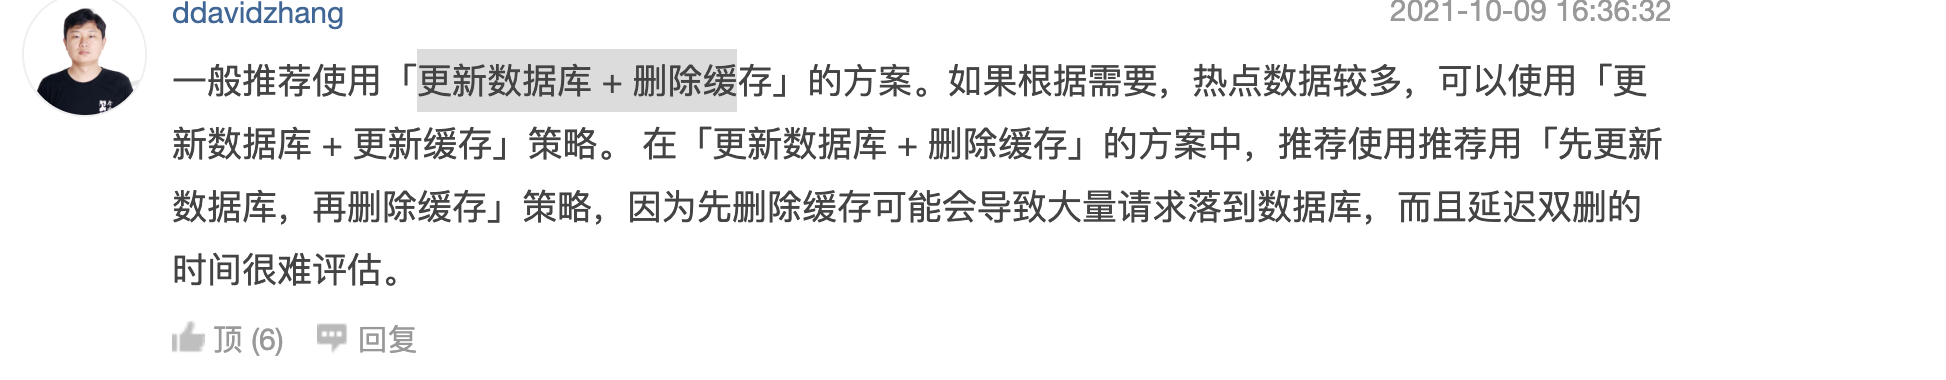 ddavidzhang
2021-10-09 16:36:32
一般推荐使用「更新数据库 + 删除缓存」的方案。如果根据需要，热点数据较多，可以使用「更
新数据库 + 更新缓存」策略。 在「更新数据库 + 删除缓存」的方案中，推荐使用推荐用「先更新
数据库，再删除缓存」策略，因为先删除缓存可能会导致大量请求落到数据库，而且延迟双删的
时间很难评估。
顶 (6) 回复